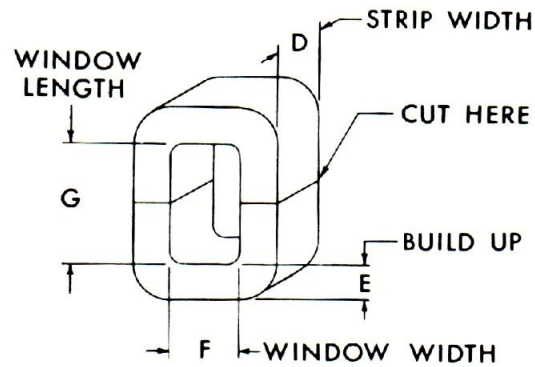 D
STRIP WIDTH
WINDOW
LENGTH
CUT HERE
G
BUILD UP
E
F
WINDOW WIDTH